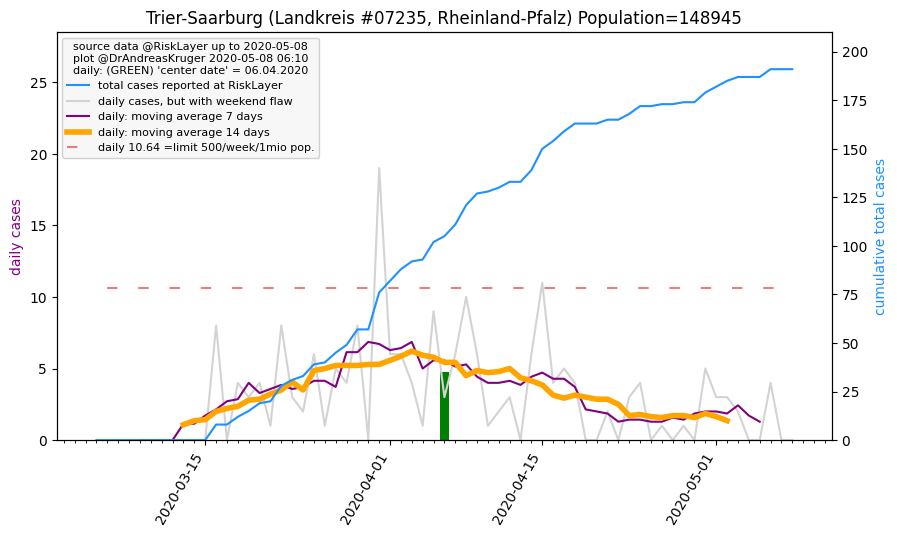 Trier-Saarburg (Landkreis #07235, Rheinland-Pfalz) Population=148945
source data @RiskLayer up to 2020-05-08
plot @DrAndreasKruger 2020-05-08 06:10
daily: (GREEN) 'center date' = 06.04.2020
total cases reported at RiskLayer
daily cases, but with weekend flaw
daily: moving average 7 days
daily: moving average 14 days
daily 10.64 =limit 500/week/1mio pop.
daily cases
25
20
15
10
5
0
200
175
150
125
100
75
50
25
0
cumulative total cases
2020-03-15
2020-04-01
2020-04-15
2020-05-01